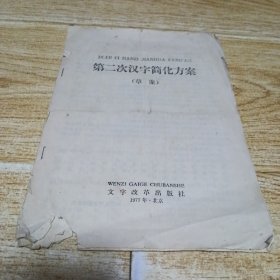 DI-ER CI HANZI JIANHUA FANG'AN
第二次汉字简化方案
（草案）
WENZI GAIGE CHUBANSHE
文字改革出版社
1977年·北京